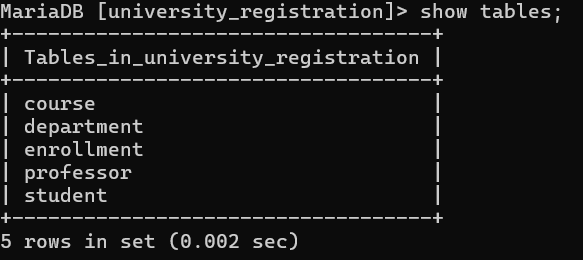 MariaDB [university_registration]> show tables;
+-----------------------------------+
| Tables_in_university_registration |
+-----------------------------------+
| course                            |
| department                        |
| enrollment                        |
| professor                         |
| student                           |
+-----------------------------------+
5 rows in set (0.002 sec)